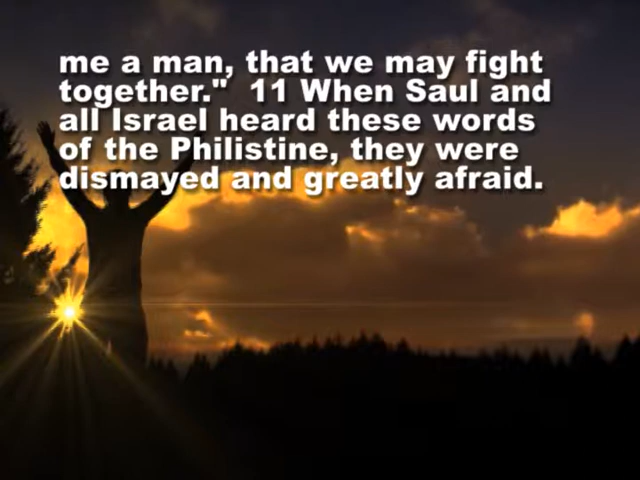 me a man, that we may fight
together."  11 When Saul and
all Israel heard these words
of the Philistine, they were
dismayed and greatly afraid.